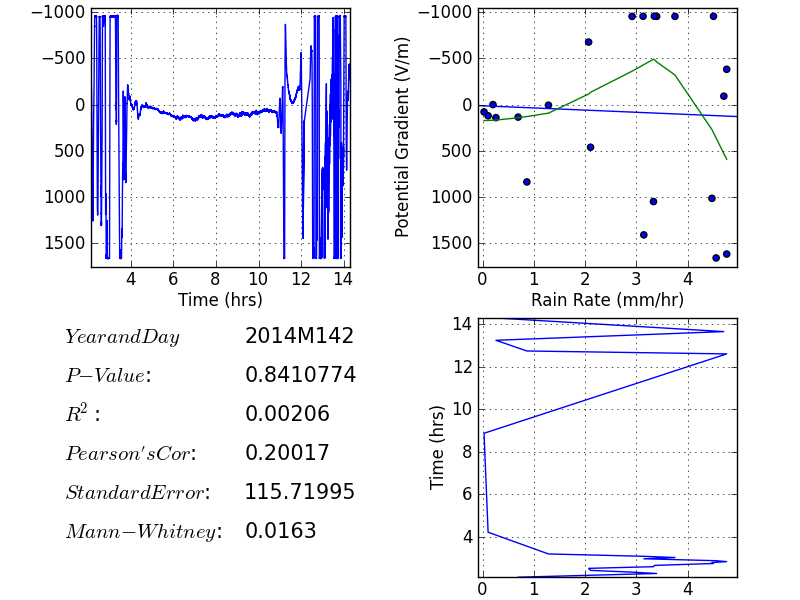 −1000
−500
0
500
1000
1500
4 6 8 10 12 14
Time (hrs)
−1000
−500
0
500
1000
1500
Potential Gradient (V/m)
0 1 2 3 4
Rain Rate (mm/hr)
YearandDay 2014M142
P−Value: 0.8410774
R²: 0.00206
Pearson'sCor: 0.20017
StandardError: 115.71995
Mann−Whitney: 0.0163
14
12
10
8
6
4
Time (hrs)
0 1 2 3 4